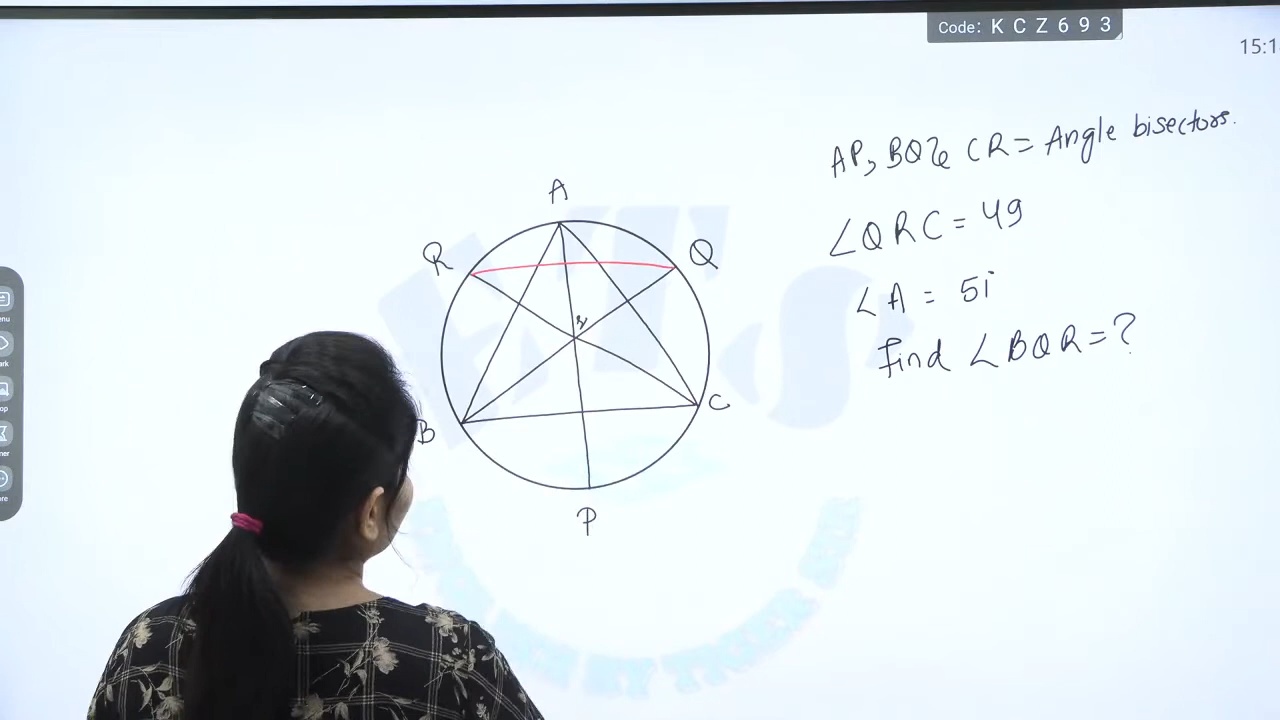 Code: K C Z 6 9 3
15:1
AP, BQ & CR = Angle bisectors.
∠QRC = 49
∠A = 51
find ∠BQR = ?
A
R
Q
B
C
P